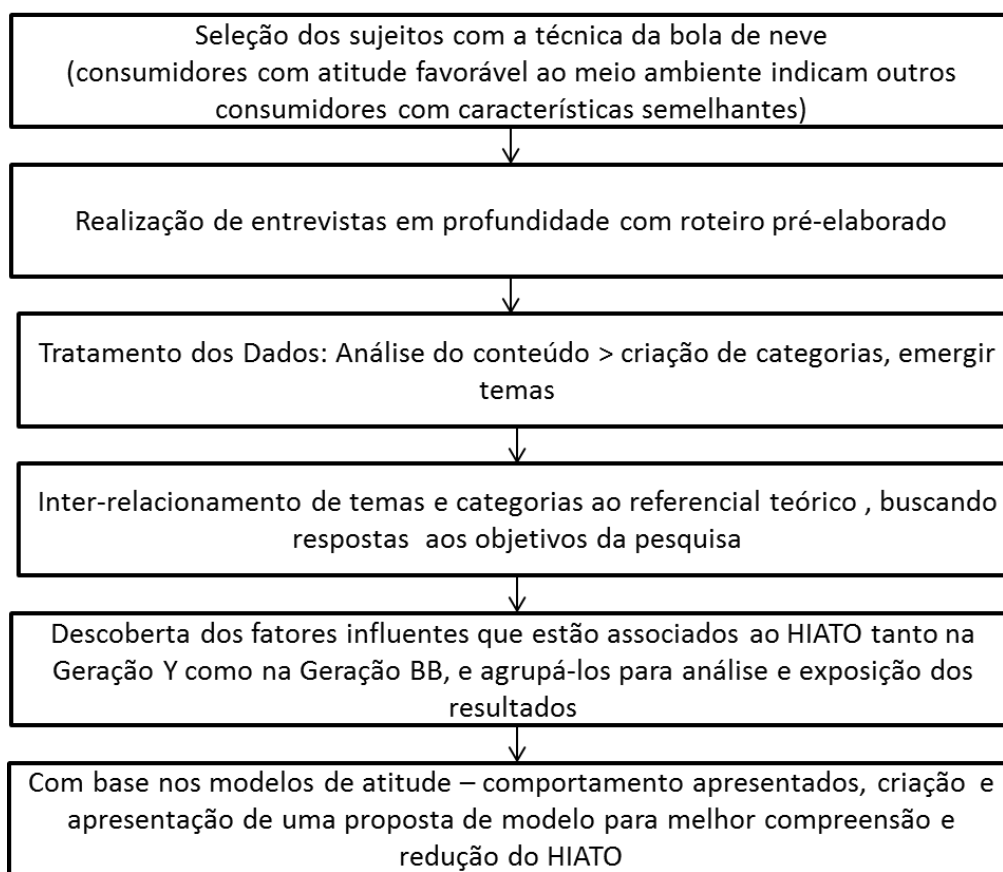 Seleção dos sujeitos com a técnica da bola de neve
(consumidores com atitude favorável ao meio ambiente indicam outros
consumidores com características semelhantes)
Realização de entrevistas em profundidade com roteiro pré-elaborado
Tratamento dos Dados: Análise do conteúdo > criação de categorias, emergir
temas
Inter-relacionamento de temas e categorias ao referencial teórico , buscando
respostas  aos objetivos da pesquisa
Descoberta dos fatores influentes que estão associados ao HIATO tanto na
Geração Y como na Geração BB, e agrupá-los para análise e exposição dos
resultados
Com base nos modelos de atitude – comportamento apresentados, criação  e
apresentação de uma proposta de modelo para melhor compreensão e
redução do HIATO